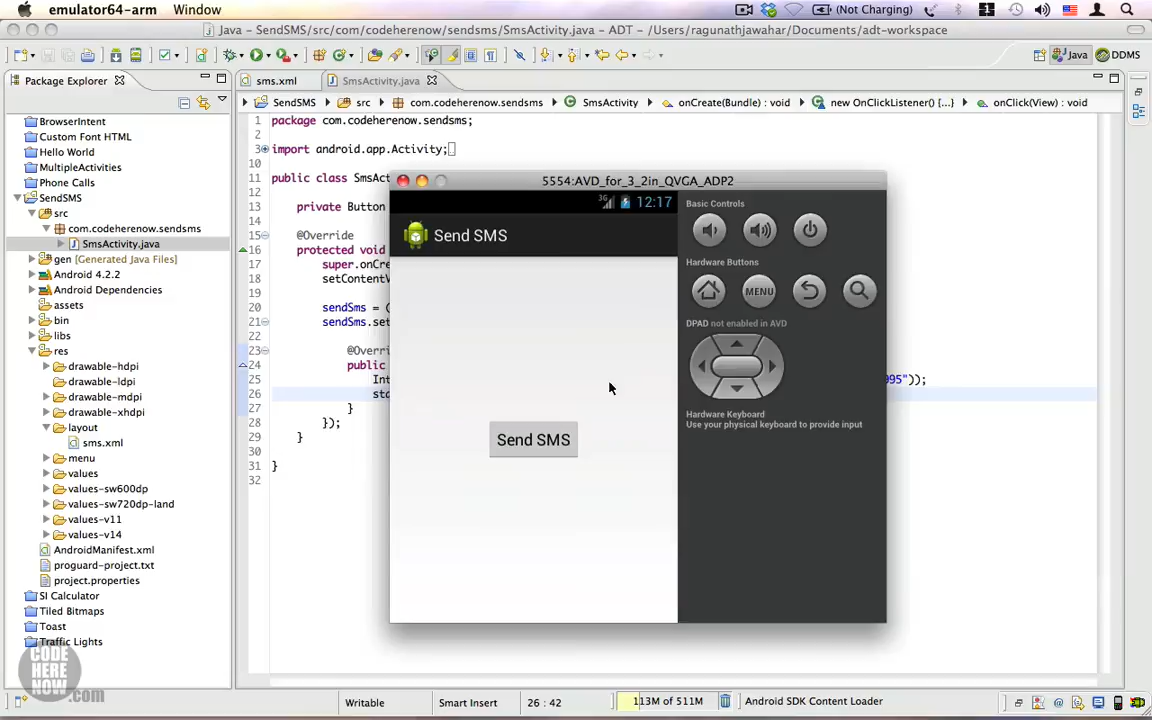 emulator64-arm Window (Not Charging)
Java - SendSMS/src/com/codeherenow/sendsms/SmsActivity.java - ADT - /Users/ragunathjawahar/Documents/adt-workspace
Java DDMS
Package Explorer
sms.xml SmsActivity.java
SendSMS src com.codeherenow.sendsms SmsActivity onCreate(Bundle) : void new OnClickListener() {...} onClick(View) : void
BrowserIntent
Custom Font HTML
Hello World
MultipleActivities
Phone Calls
SendSMS
src
com.codeherenow.sendsms
SmsActivity.java
gen [Generated Java Files]
Android 4.2.2
Android Dependencies
assets
bin
libs
res
drawable-hdpi
drawable-ldpi
drawable-mdpi
drawable-xhdpi
layout
sms.xml
menu
values
values-sw600dp
values-sw720dp-land
values-v11
values-v14
AndroidManifest.xml
proguard-project.txt
project.properties
SI Calculator
Tiled Bitmaps
Toast
Traffic Lights
1 package com.codeherenow.sendsms;
2
3 import android.app.Activity;
10
11 public class SmsAct
12
13 private Button
14
15 @Override
16 protected void
17 super.onCre
18 setContentV
19
20 sendSms = (
21 sendSms.set
22
23 @Overri
24 public
25 Int 95"));
26 sta
27 }
28 });
29 }
30
31 }
32
5554:AVD_for_3_2in_QVGA_ADP2
3G 12:17
Send SMS
Send SMS
Basic Controls
Hardware Buttons
MENU
DPAD not enabled in AVD
Hardware Keyboard
Use your physical keyboard to provide input
CODE
HERE
NOW
.com
Writable Smart Insert 26 : 42 113M of 511M Android SDK Content Loader